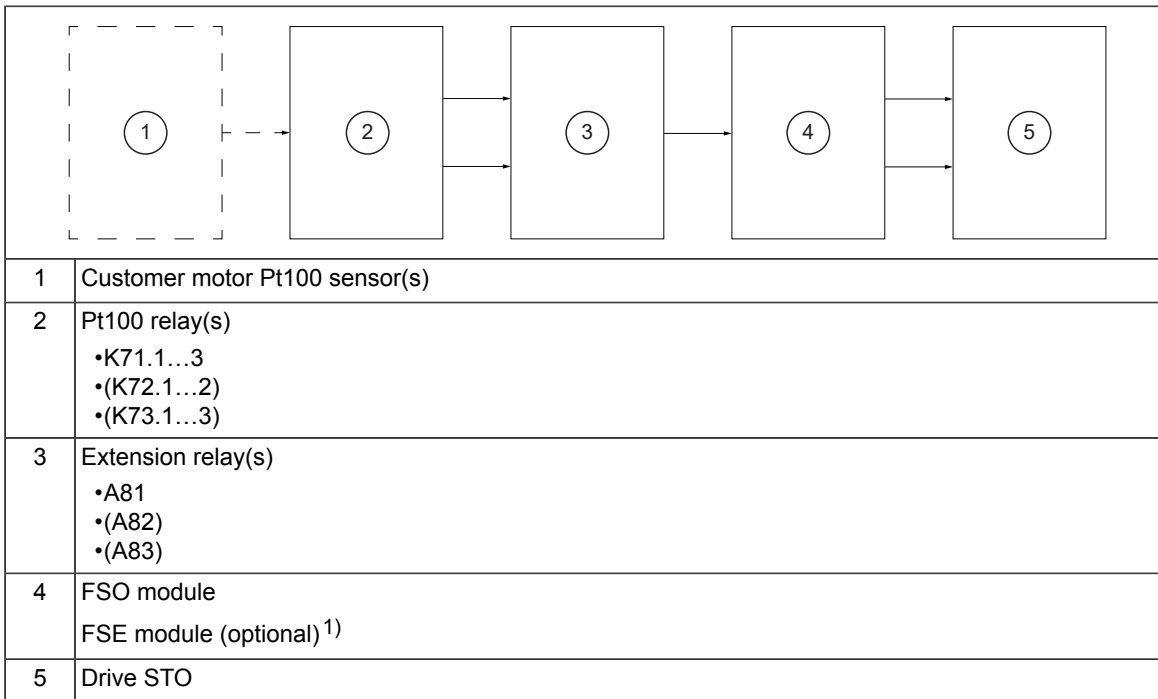 1 2 3 4 5
1 Customer motor Pt100 sensor(s)
2 Pt100 relay(s)
•K71.1…3
•(K72.1…2)
•(K73.1…3)
3 Extension relay(s)
•A81
•(A82)
•(A83)
4 FSO module
FSE module (optional) 1)
5 Drive STO